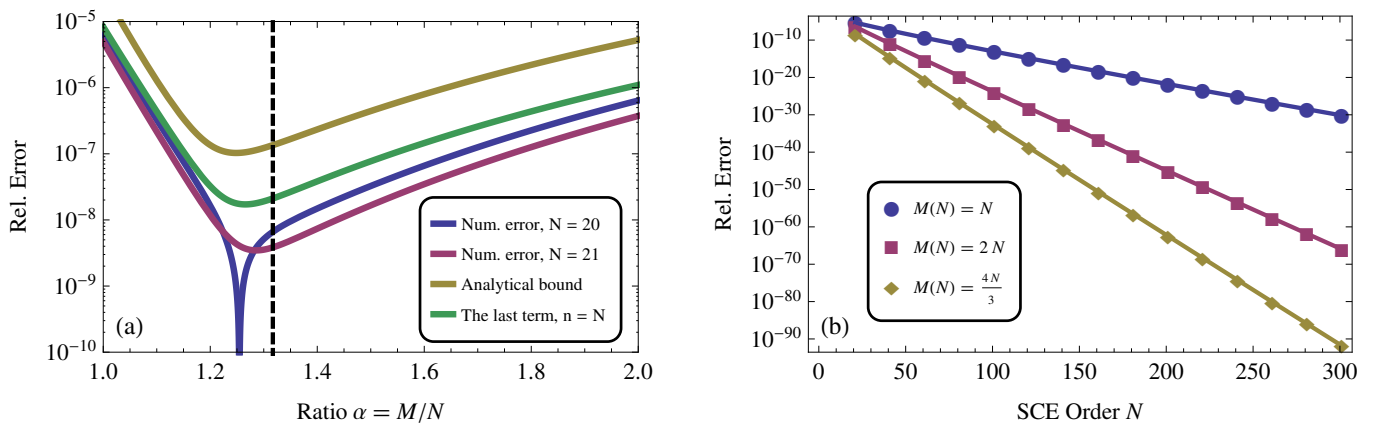 10⁻⁵
10⁻⁶
10⁻⁷
10⁻⁸
10⁻⁹
10⁻¹⁰
Rel. Error
Num. error, N = 20
Num. error, N = 21
Analytical bound
The last term, n = N
(a)
1.0 1.2 1.4 1.6 1.8 2.0
Ratio α = M/N
10⁻¹⁰
10⁻²⁰
10⁻³⁰
10⁻⁴⁰
10⁻⁵⁰
10⁻⁶⁰
10⁻⁷⁰
10⁻⁸⁰
10⁻⁹⁰
Rel. Error
M(N) = N
M(N) = 2 N
M(N) = 4 N / 3
(b)
0 50 100 150 200 250 300
SCE Order N